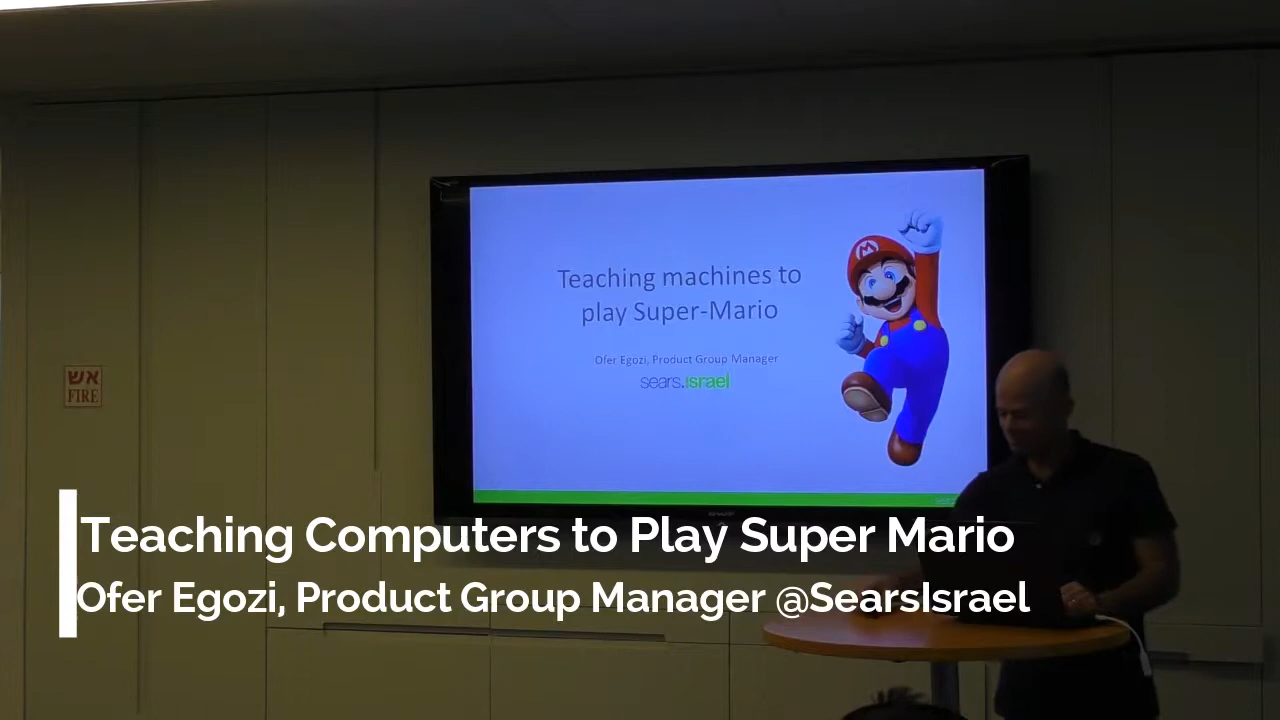 Teaching machines to
play Super-Mario
Ofer Egozi, Product Group Manager
sears.israel
M
אש
FIRE
SHARP
Teaching Computers to Play Super Mario
Ofer Egozi, Product Group Manager @SearsIsrael